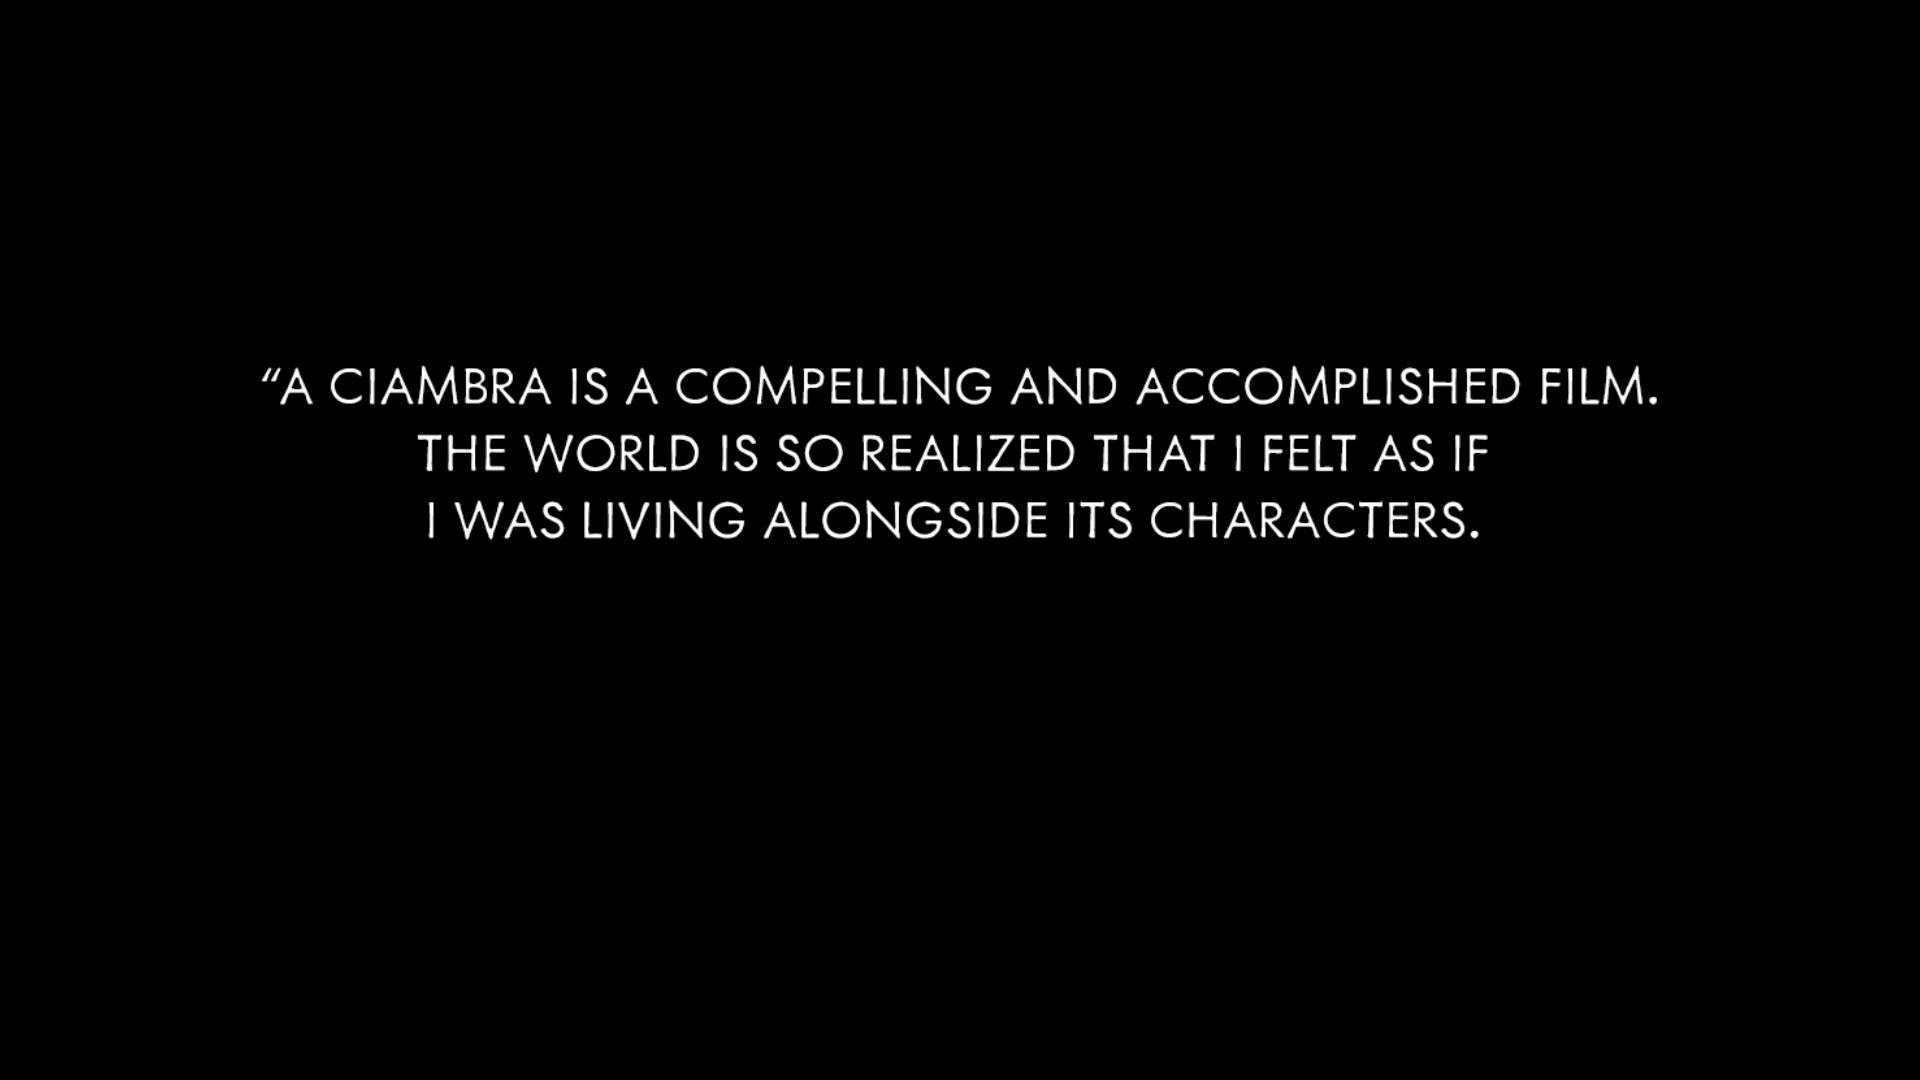 “A CIAMBRA IS A COMPELLING AND ACCOMPLISHED FILM.
THE WORLD IS SO REALIZED THAT I FELT AS IF
I WAS LIVING ALONGSIDE ITS CHARACTERS.